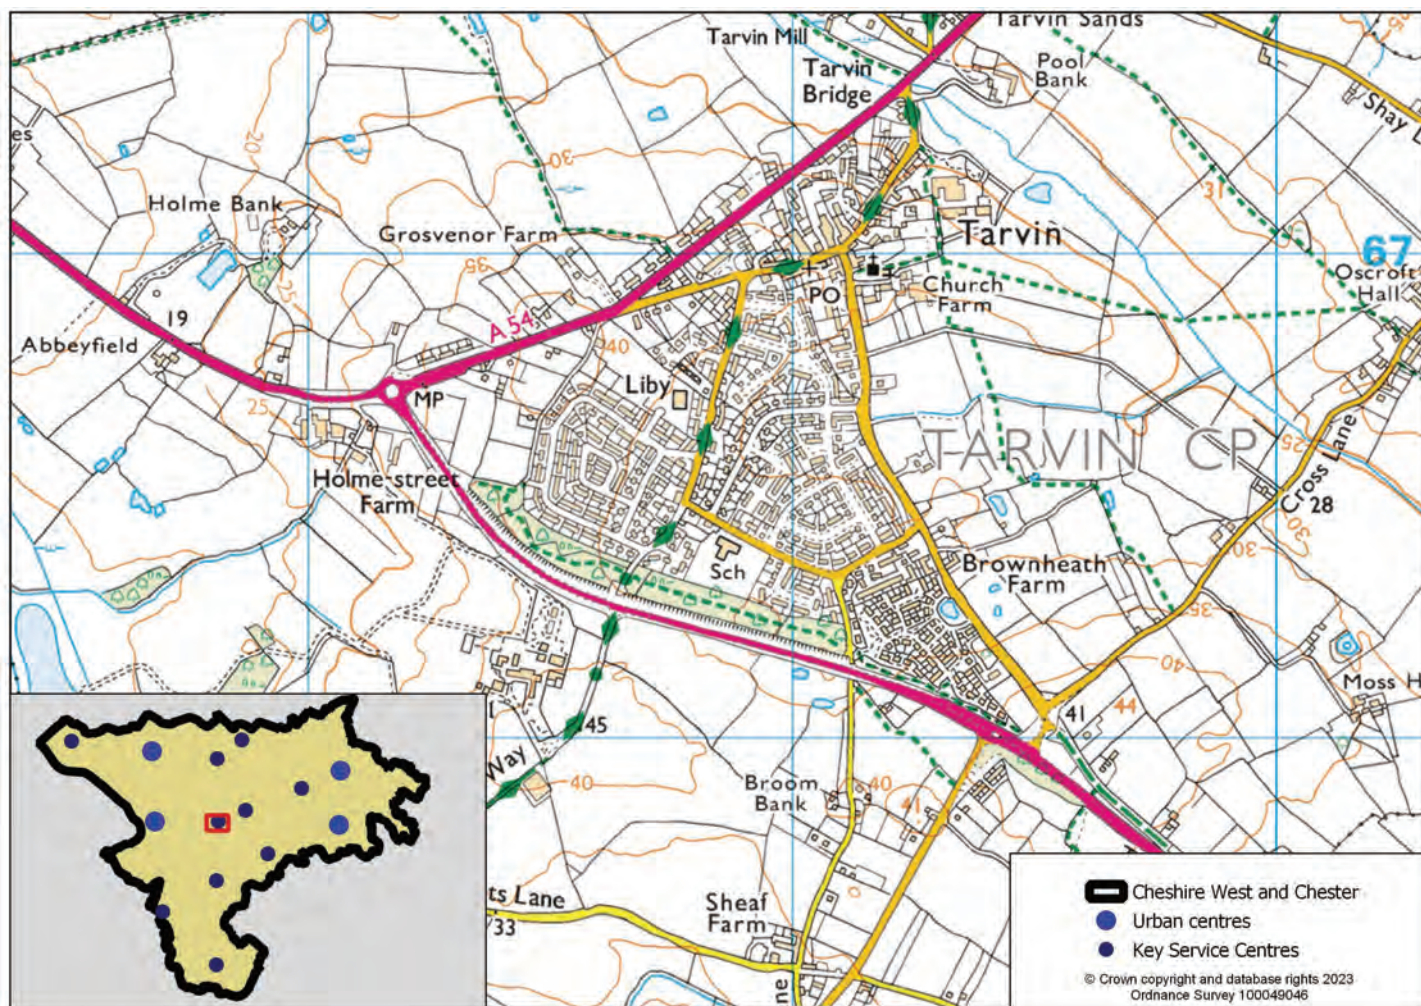 Tarvin Sands
Tarvin Mill
Tarvin
Bridge
Pool
Bank
Shay
es
20
30
31
Holme Bank
Grosvenor Farm
35
25
Tarvin
67
Oscroft
Hall
PO
Church
Farm
19
A 54
40
Abbeyfield
Liby
MP
25
TARVIN CP
25
Cross Lane
28
30
30
Holme-street
Farm
Sch
Brownheath
Farm
35
40
Moss H
45
44
41
Way
40
Broom
Bank
40
41
ts Lane
33
Sheaf
Farm
ne
Cheshire West and Chester
Urban centres
Key Service Centres
© Crown copyright and database rights 2023
Ordnance Survey 100049046